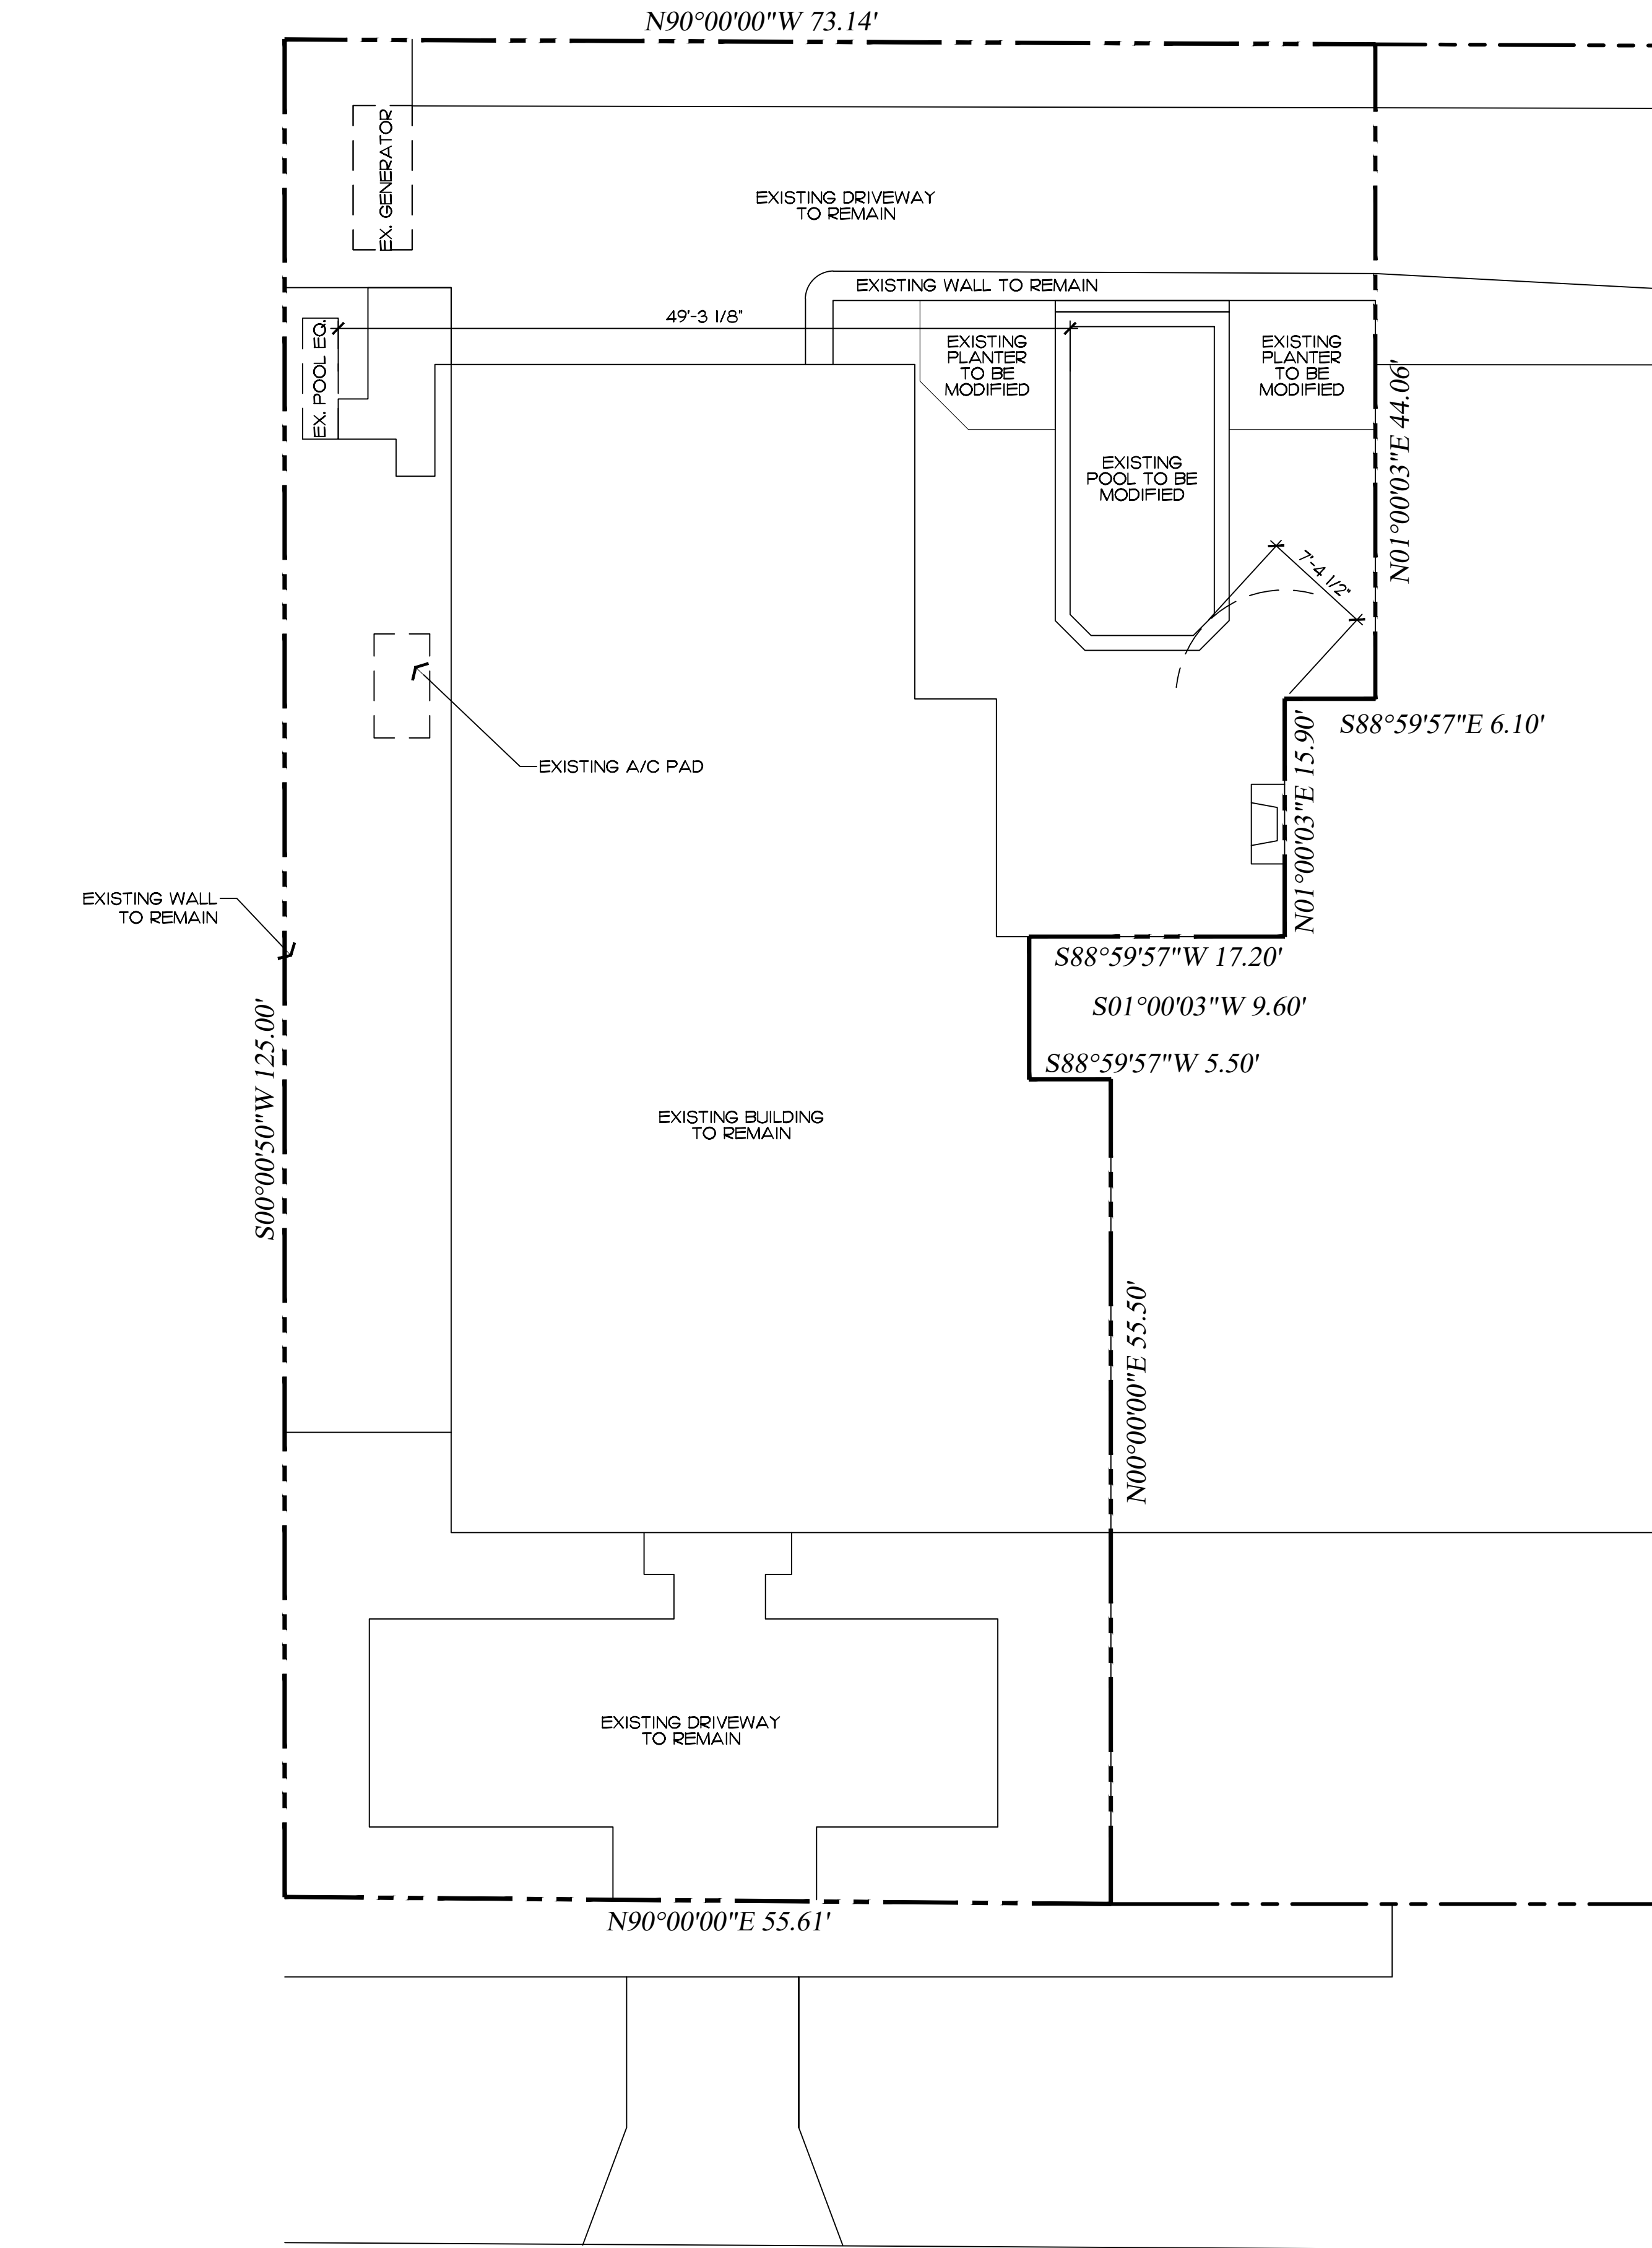 N90°00'00"W 73.14'
EX. GENERATOR
EXISTING DRIVEWAY
TO REMAIN
EXISTING WALL TO REMAIN
49'-3 1/8"
EX. POOL EQ.
EXISTING
PLANTER
TO BE
MODIFIED
EXISTING
PLANTER
TO BE
MODIFIED
N01°00'03"E 44.06'
EXISTING
POOL TO BE
MODIFIED
7'-4 1/2"
S88°59'57"E 6.10'
EXISTING A/C PAD
N01°00'03"E 15.90'
EXISTING WALL
TO REMAIN
S88°59'57"W 17.20'
S01°00'03"W 9.60'
S88°59'57"W 5.50'
S00°00'50"W 125.00'
EXISTING BUILDING
TO REMAIN
N00°00'00"E 55.50'
EXISTING DRIVEWAY
TO REMAIN
N90°00'00"E 55.61'